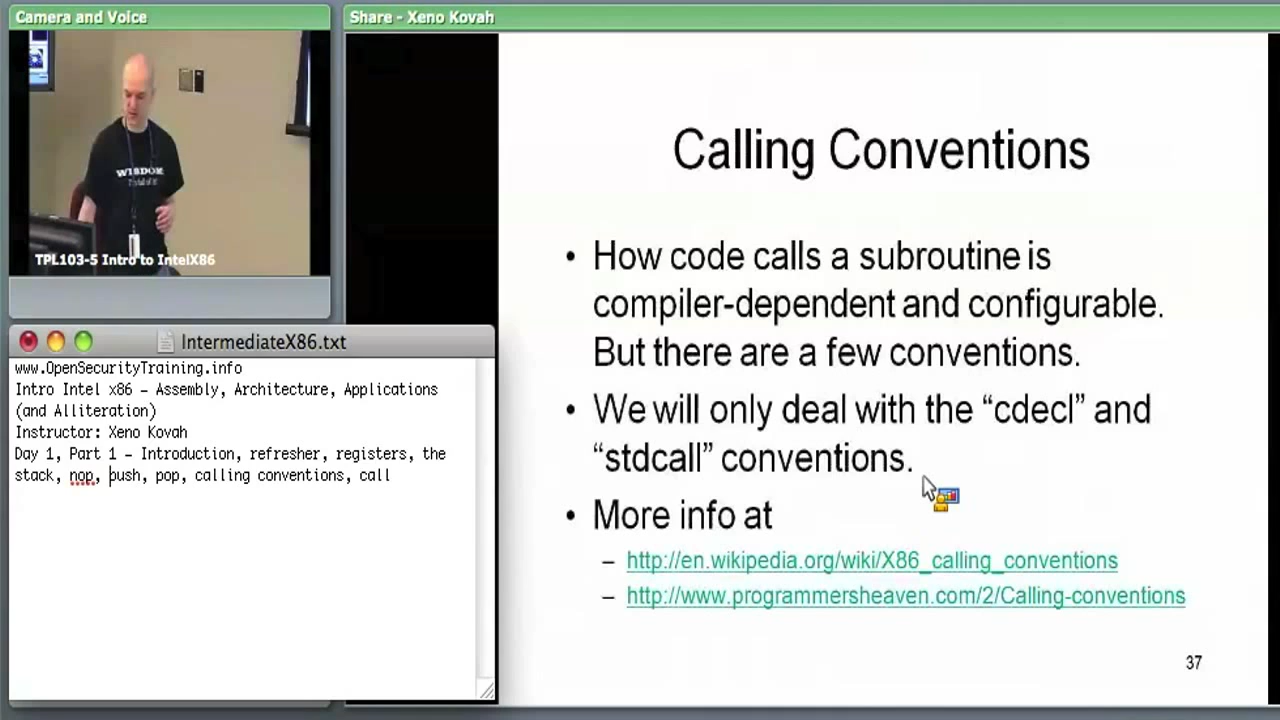 Camera and Voice
WISDOM
TPL103-5 Intro to IntelX86
IntermediateX86.txt
www.OpenSecurityTraining.info
Intro Intel x86 – Assembly, Architecture, Applications
(and Alliteration)
Instructor: Xeno Kovah
Day 1, Part 1 – Introduction, refresher, registers, the
stack, nop, push, pop, calling conventions, call
Share - Xeno Kovah
Calling Conventions
• How code calls a subroutine is
compiler-dependent and configurable.
But there are a few conventions.
• We will only deal with the “cdecl” and
“stdcall” conventions.
• More info at
– http://en.wikipedia.org/wiki/X86_calling_conventions
– http://www.programmersheaven.com/2/Calling-conventions
37